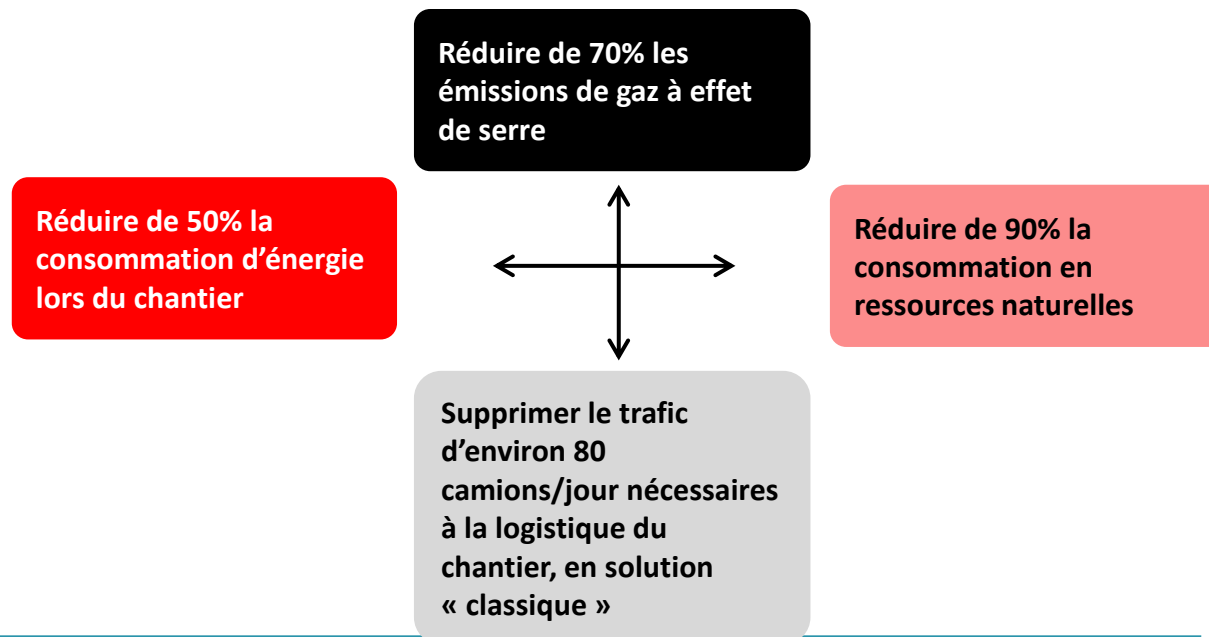 Réduire de 70% les
émissions de gaz à effet
de serre
Réduire de 50% la
consommation d’énergie
lors du chantier
Réduire de 90% la
consommation en
ressources naturelles
Supprimer le trafic
d’environ 80
camions/jour nécessaires
à la logistique du
chantier, en solution
« classique »